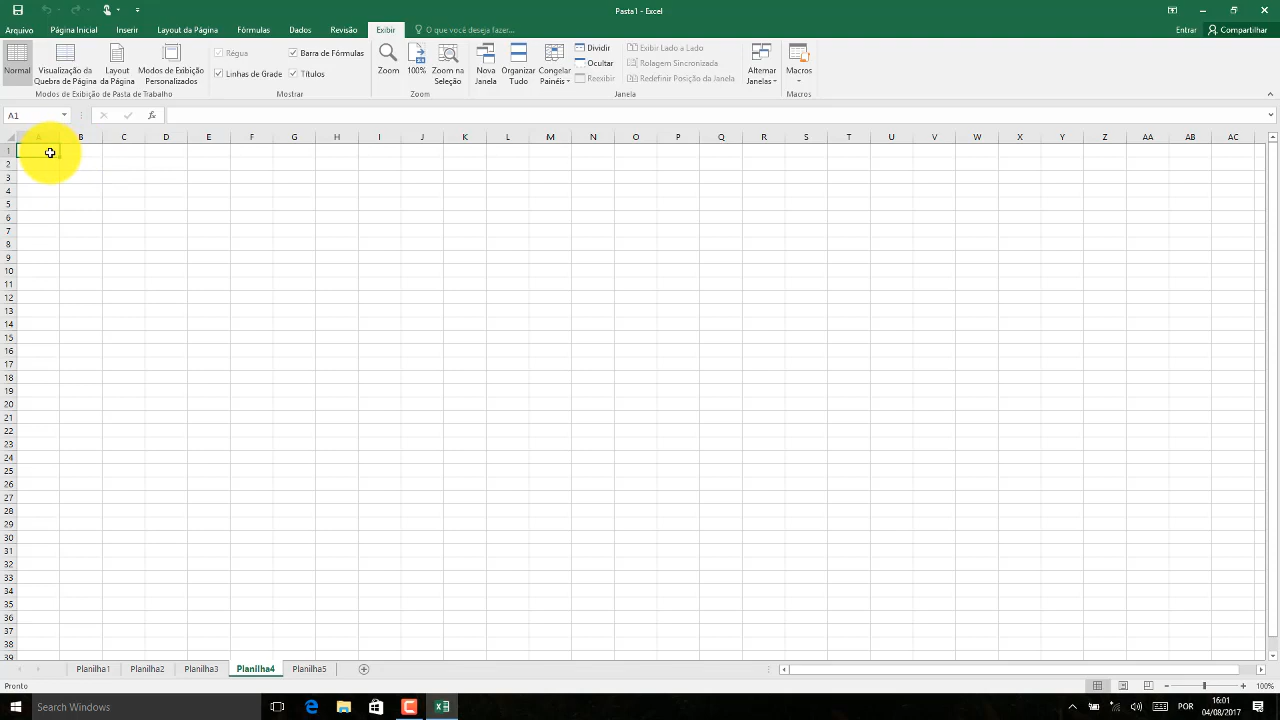 Pasta1 - Excel
Arquivo Página Inicial Inserir Layout da Página Fórmulas Dados Revisão Exibir O que você deseja fazer... Entrar Compartilhar
Normal Visualização da Quebra de Página Layout da Página Modos de Exibição Personalizados
Modos de Exibição de Pasta de Trabalho
Régua Barra de Fórmulas
Linhas de Grade Títulos
Mostrar
Zoom 100% Zoom na Seleção
Zoom
Nova Janela Organizar Tudo Congelar Painéis
Dividir Exibir Lado a Lado
Ocultar Rolagem Sincronizada
Reexibir Redefinir Posição da Janela
Alternar Janelas
Janela
Macros
Macros
A1 fx
A B C D E F G H I J K L M N O P Q R S T U V W X Y Z AA AB AC
1
2
3
4
5
6
7
8
9
10
11
12
13
14
15
16
17
18
19
20
21
22
23
24
25
26
27
28
29
30
31
32
33
34
35
36
37
38
39
Planilha1 Planilha2 Planilha3 Planilha4 Planilha5
Pronto 100%
Search Windows POR 16:01
04/08/2017